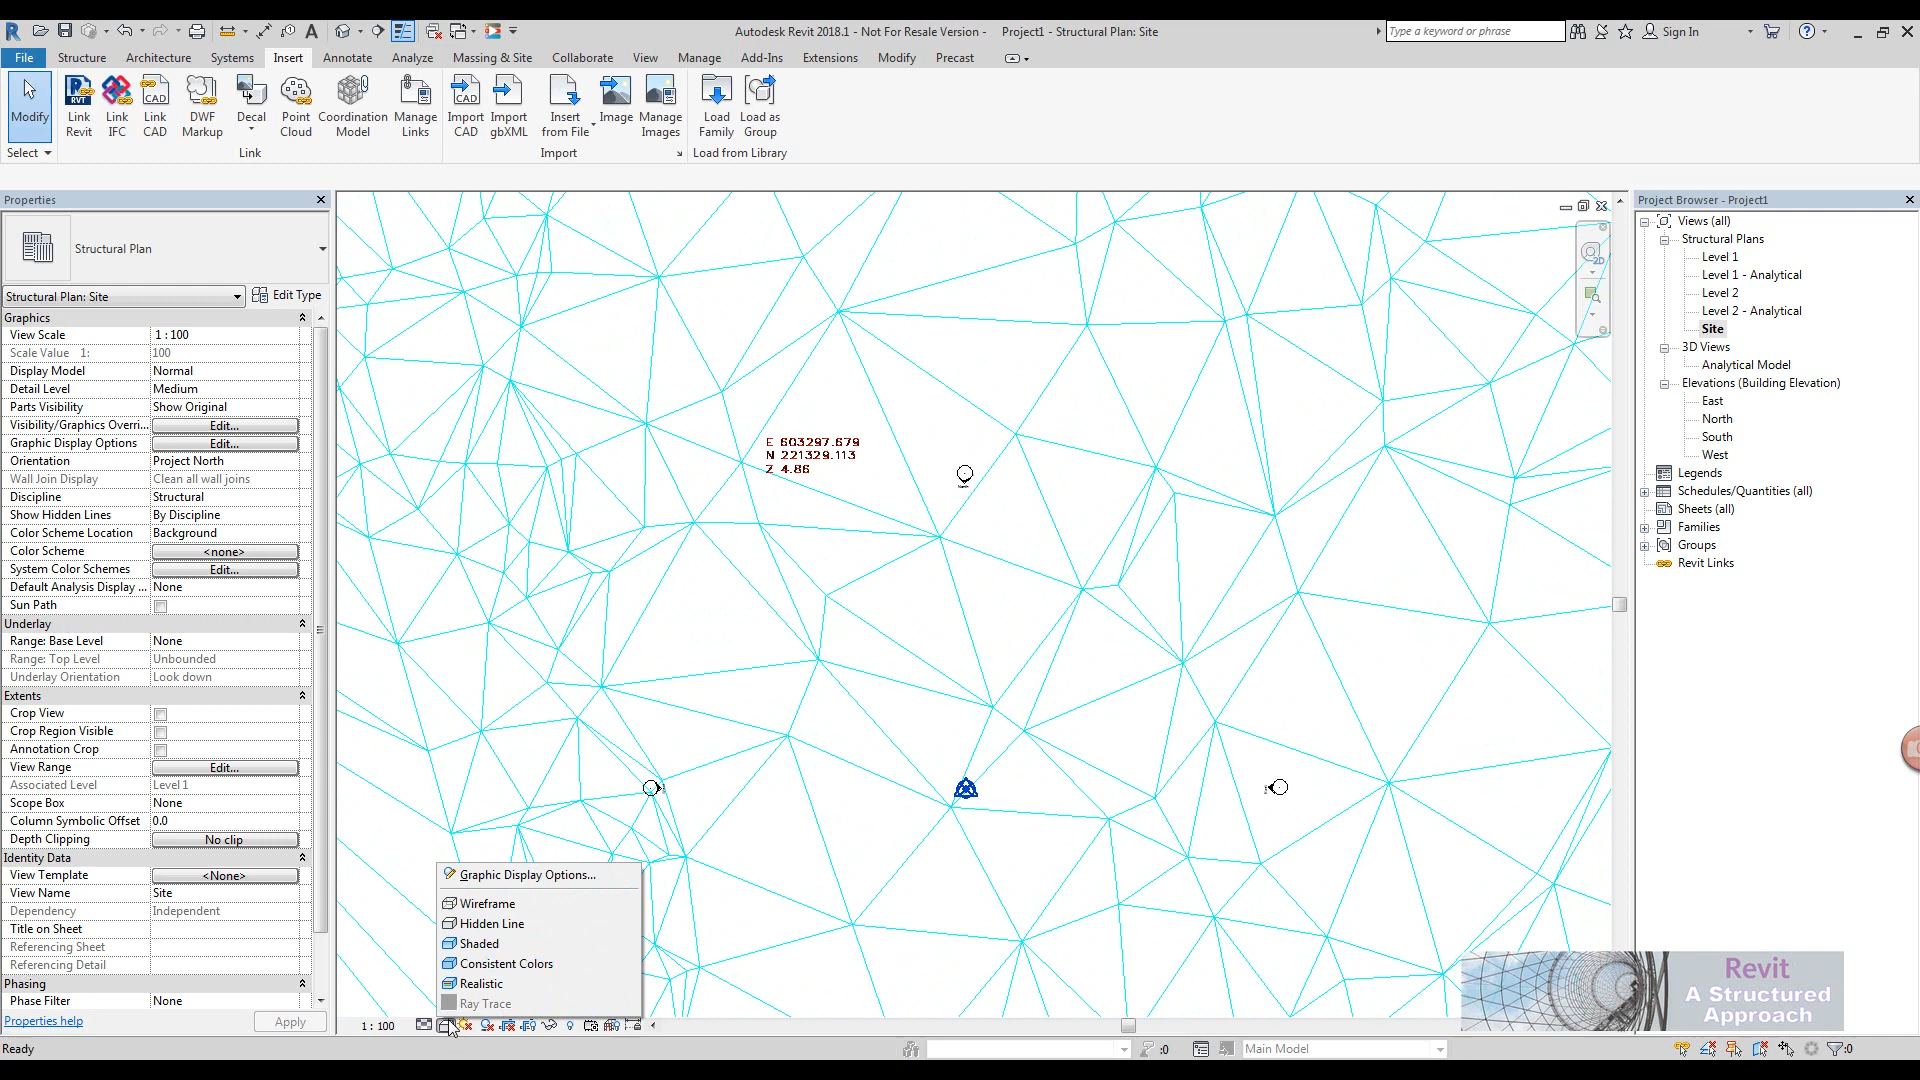 Autodesk Revit 2018.1 - Not For Resale Version -    Project1 - Structural Plan: Site
Type a keyword or phrase
Sign In
File Structure Architecture Systems Insert Annotate Analyze Massing & Site Collaborate View Manage Add-Ins Extensions Modify Precast
Modify
Link Revit
Link IFC
Link CAD
DWF Markup
Decal
Point Cloud
Coordination Model
Manage Links
Import CAD
Import gbXML
Insert from File
Image
Manage Images
Load Family
Load as Group
Select
Link
Import
Load from Library
Properties
Structural Plan
Structural Plan: Site
Edit Type
Graphics
View Scale 1 : 100
Scale Value 1: 100
Display Model Normal
Detail Level Medium
Parts Visibility Show Original
Visibility/Graphics Overri... Edit...
Graphic Display Options Edit...
Orientation Project North
Wall Join Display Clean all wall joins
Discipline Structural
Show Hidden Lines By Discipline
Color Scheme Location Background
Color Scheme <none>
System Color Schemes Edit...
Default Analysis Display ... None
Sun Path
Underlay
Range: Base Level None
Range: Top Level Unbounded
Underlay Orientation Look down
Extents
Crop View
Crop Region Visible
Annotation Crop
View Range Edit...
Associated Level Level 1
Scope Box None
Column Symbolic Offset 0.0
Depth Clipping No clip
Identity Data
View Template <None>
View Name Site
Dependency Independent
Title on Sheet
Referencing Sheet
Referencing Detail
Phasing
Phase Filter None
Properties help
Apply
E 603297.679
N 221329.113
Z 4.86
2D
Graphic Display Options...
Wireframe
Hidden Line
Shaded
Consistent Colors
Realistic
Ray Trace
1 : 100
Project Browser - Project1
Views (all)
Structural Plans
Level 1
Level 1 - Analytical
Level 2
Level 2 - Analytical
Site
3D Views
Analytical Model
Elevations (Building Elevation)
East
North
South
West
Legends
Schedules/Quantities (all)
Sheets (all)
Families
Groups
Revit Links
Revit
A Structured
Approach
Ready
:0
Main Model
:0